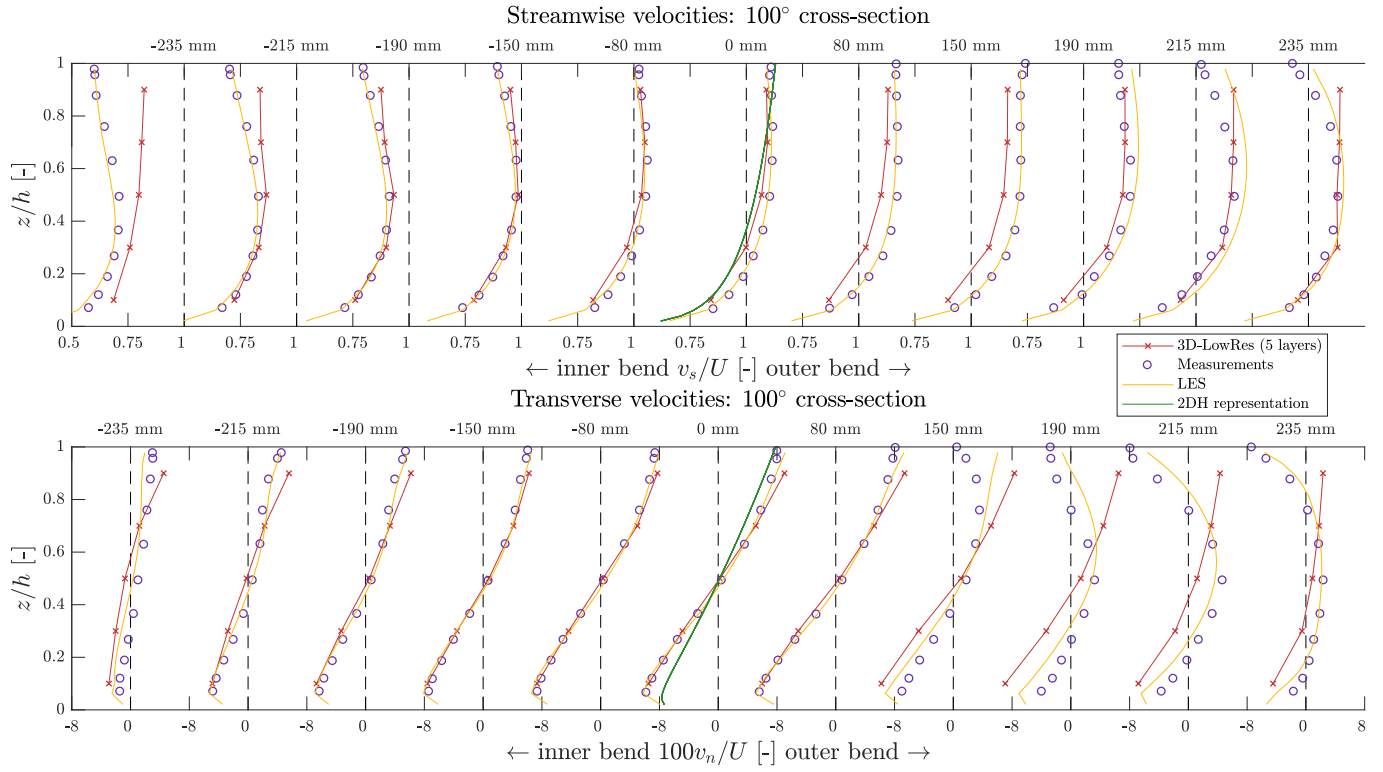 Streamwise velocities: 100° cross-section
-235 mm -215 mm -190 mm -150 mm -80 mm 0 mm 80 mm 150 mm 190 mm 215 mm 235 mm
1
0.8
0.6
0.4
0.2
0
z/h [-]
0.5 0.75 1 0.75 1 0.75 1 0.75 1 0.75 1 0.75 1 0.75 1 0.75 1 0.75 1 0.75 1 0.75 1
← inner bend v_s/U [-] outer bend →
3D-LowRes (5 layers)
Measurements
LES
2DH representation
Transverse velocities: 100° cross-section
-235 mm -215 mm -190 mm -150 mm -80 mm 0 mm 80 mm 150 mm 190 mm 215 mm 235 mm
1
0.8
0.6
0.4
0.2
0
z/h [-]
-8 0 -8 0 -8 0 -8 0 -8 0 -8 0 -8 0 -8 0 -8 0 -8 0 -8 0 8
← inner bend 100v_n/U [-] outer bend →